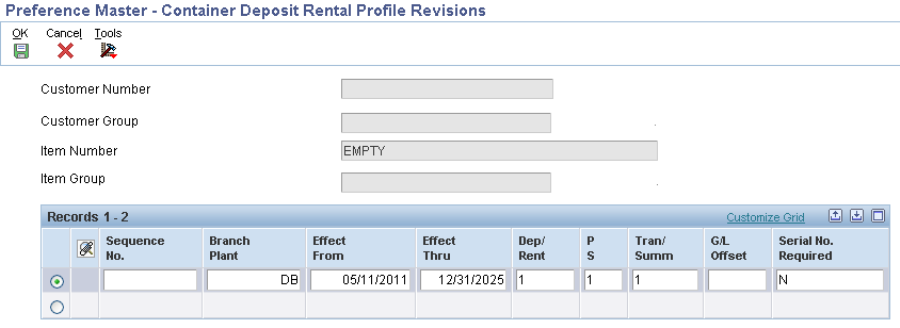 Preference Master - Container Deposit Rental Profile Revisions
OK Cancel Tools
Customer Number
Customer Group
Item Number EMPTY
Item Group
Records 1 - 2 Customize Grid
Sequence No. Branch Plant Effect From Effect Thru Dep/ Rent P S Tran/ Summ G/L Offset Serial No. Required
DB 05/11/2011 12/31/2025 1 1 1 N